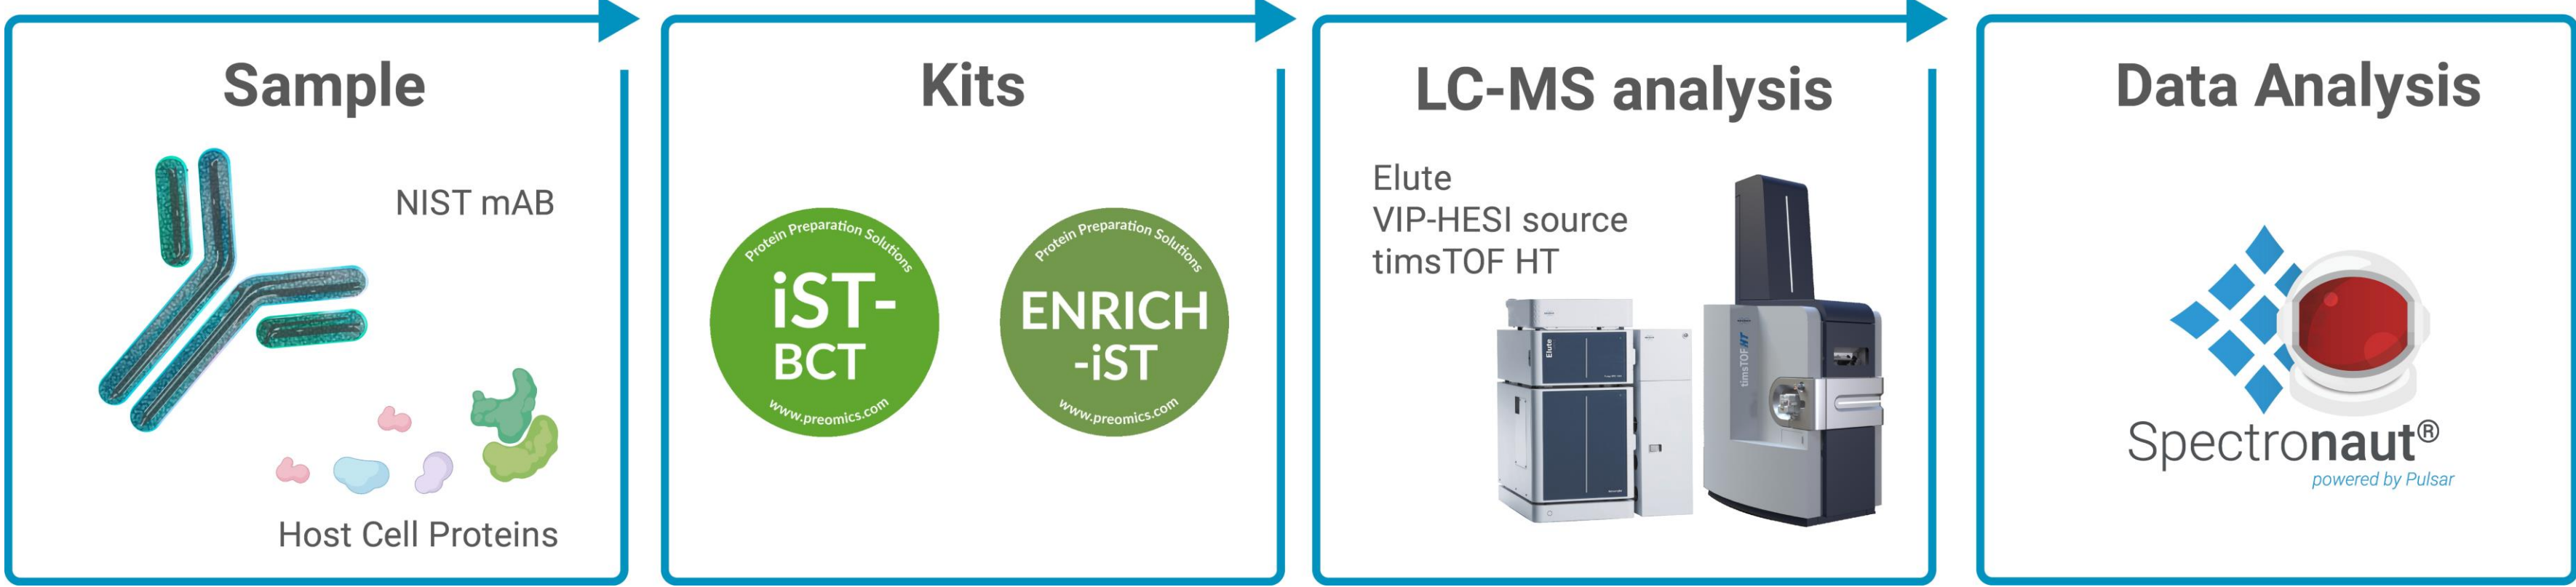 Sample
NIST mAB
Host Cell Proteins
Kits
Protein Preparation Solutions
iST-
BCT
www.preomics.com
Protein Preparation Solutions
ENRICH
-iST
www.preomics.com
LC-MS analysis
Elute
VIP-HESI source
timsTOF HT
Elute
timsTOF HT
Data Analysis
Spectronaut®
powered by Pulsar